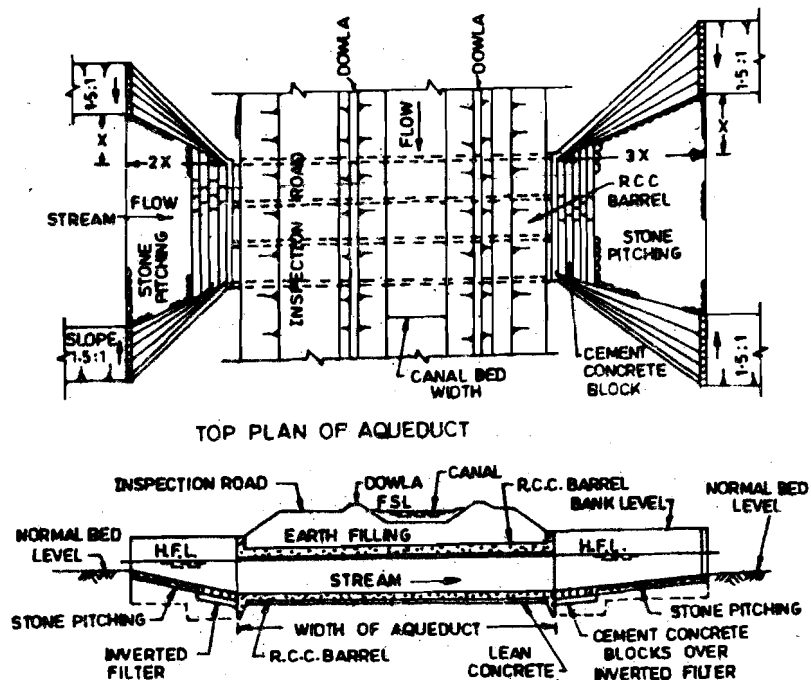 DOWLA
DOWLA
1·5:1
1·5:1
X
X
2X
FLOW
3X
STREAM
FLOW
STONE PITCHING
INSPECTION ROAD
R.C.C
BARREL
STONE
PITCHING
SLOPE
1·5:1
1·5:1
CANAL BED
WIDTH
CEMENT
CONCRETE
BLOCK
TOP PLAN OF AQUEDUCT
INSPECTION ROAD
DOWLA
F.S.L
CANAL
R.C.C. BARREL
BANK LEVEL
NORMAL BED
LEVEL
NORMAL BED
LEVEL
EARTH FILLING
H.F.L.
H.F.L.
STREAM
STONE PITCHING
STONE PITCHING
WIDTH OF AQUEDUCT
INVERTED
FILTER
R.C.C. BARREL
LEAN
CONCRETE
CEMENT CONCRETE
BLOCKS OVER
INVERTED FILTER